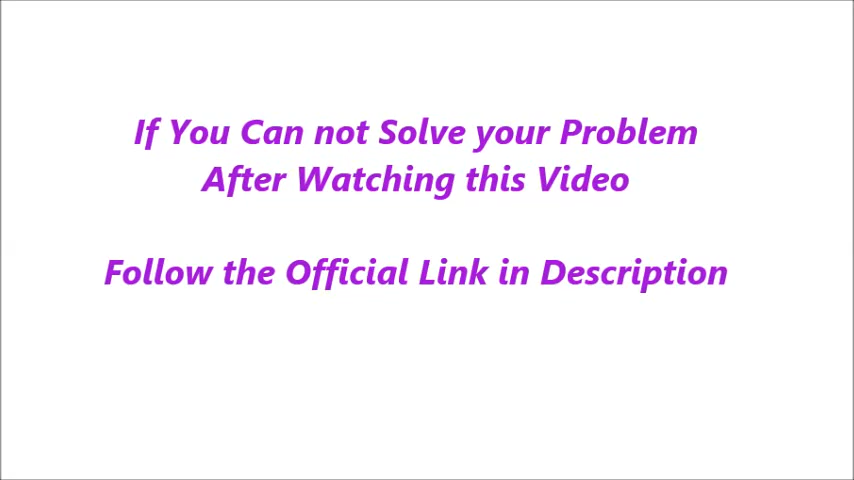 If You Can not Solve your Problem
After Watching this Video
Follow the Official Link in Description